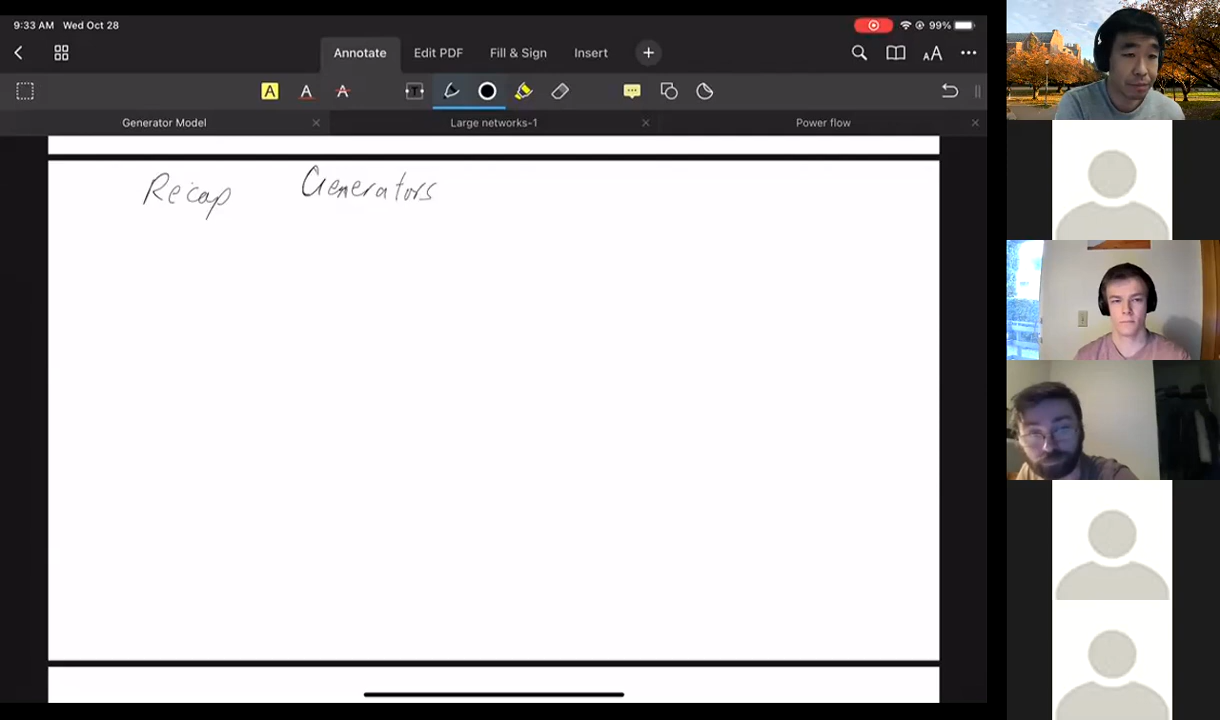 9:33 AM Wed Oct 28
99%
Annotate Edit PDF Fill & Sign Insert
A A A T AA
Generator Model Large networks-1 Power flow
Recap Generators